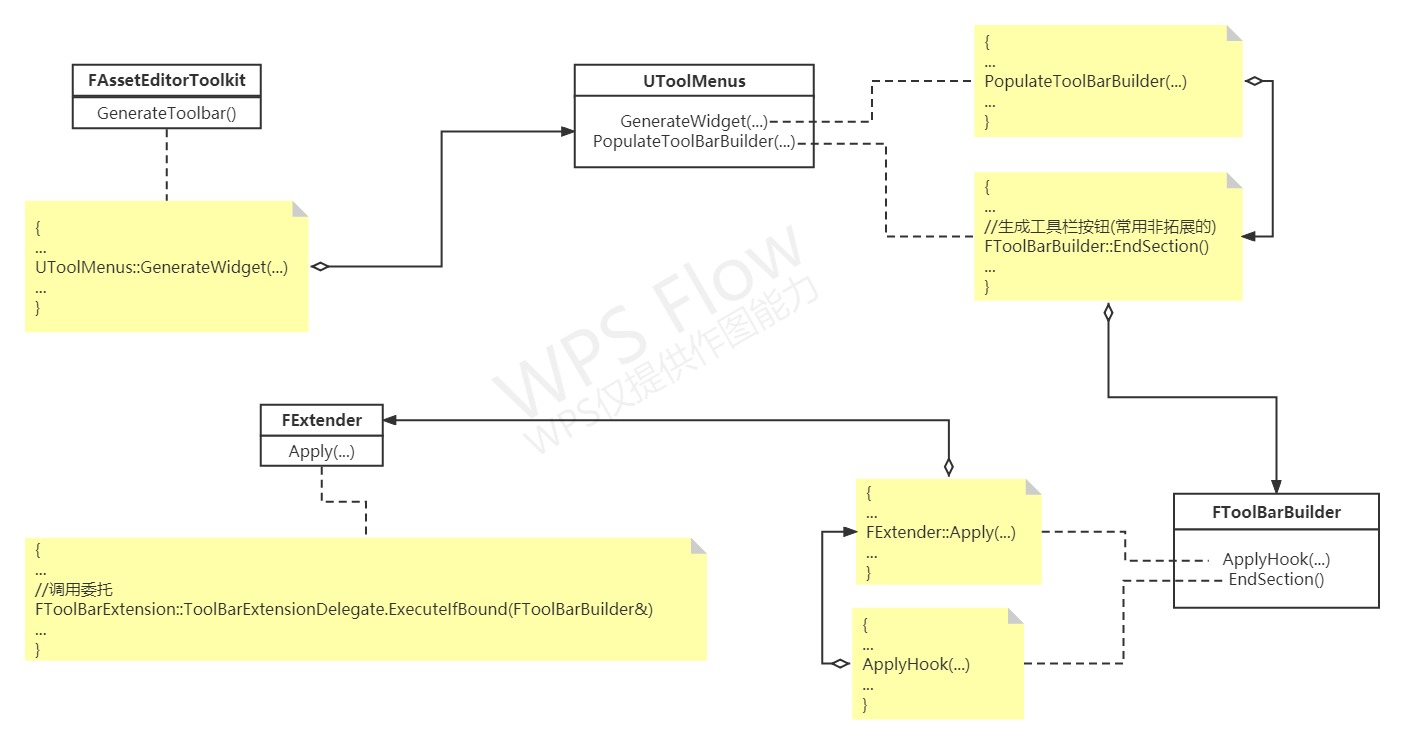 FAssetEditorToolkit
GenerateToolbar()
{
...
UToolMenus::GenerateWidget(...)
...
}
UToolMenus
GenerateWidget(...)
PopulateToolBarBuilder(...)
{
...
PopulateToolBarBuilder(...)
...
}
{
...
//生成工具栏按钮(常用非拓展的)
FToolBarBuilder::EndSection()
...
}
WPS Flow
WPS仅提供作图能力
FExtender
Apply(...)
{
...
//调用委托
FToolBarExtension::ToolBarExtensionDelegate.ExecuteIfBound(FToolBarBuilder&)
...
}
{
...
FExtender::Apply(...)
...
}
{
...
ApplyHook(...)
...
}
FToolBarBuilder
ApplyHook(...)
EndSection()